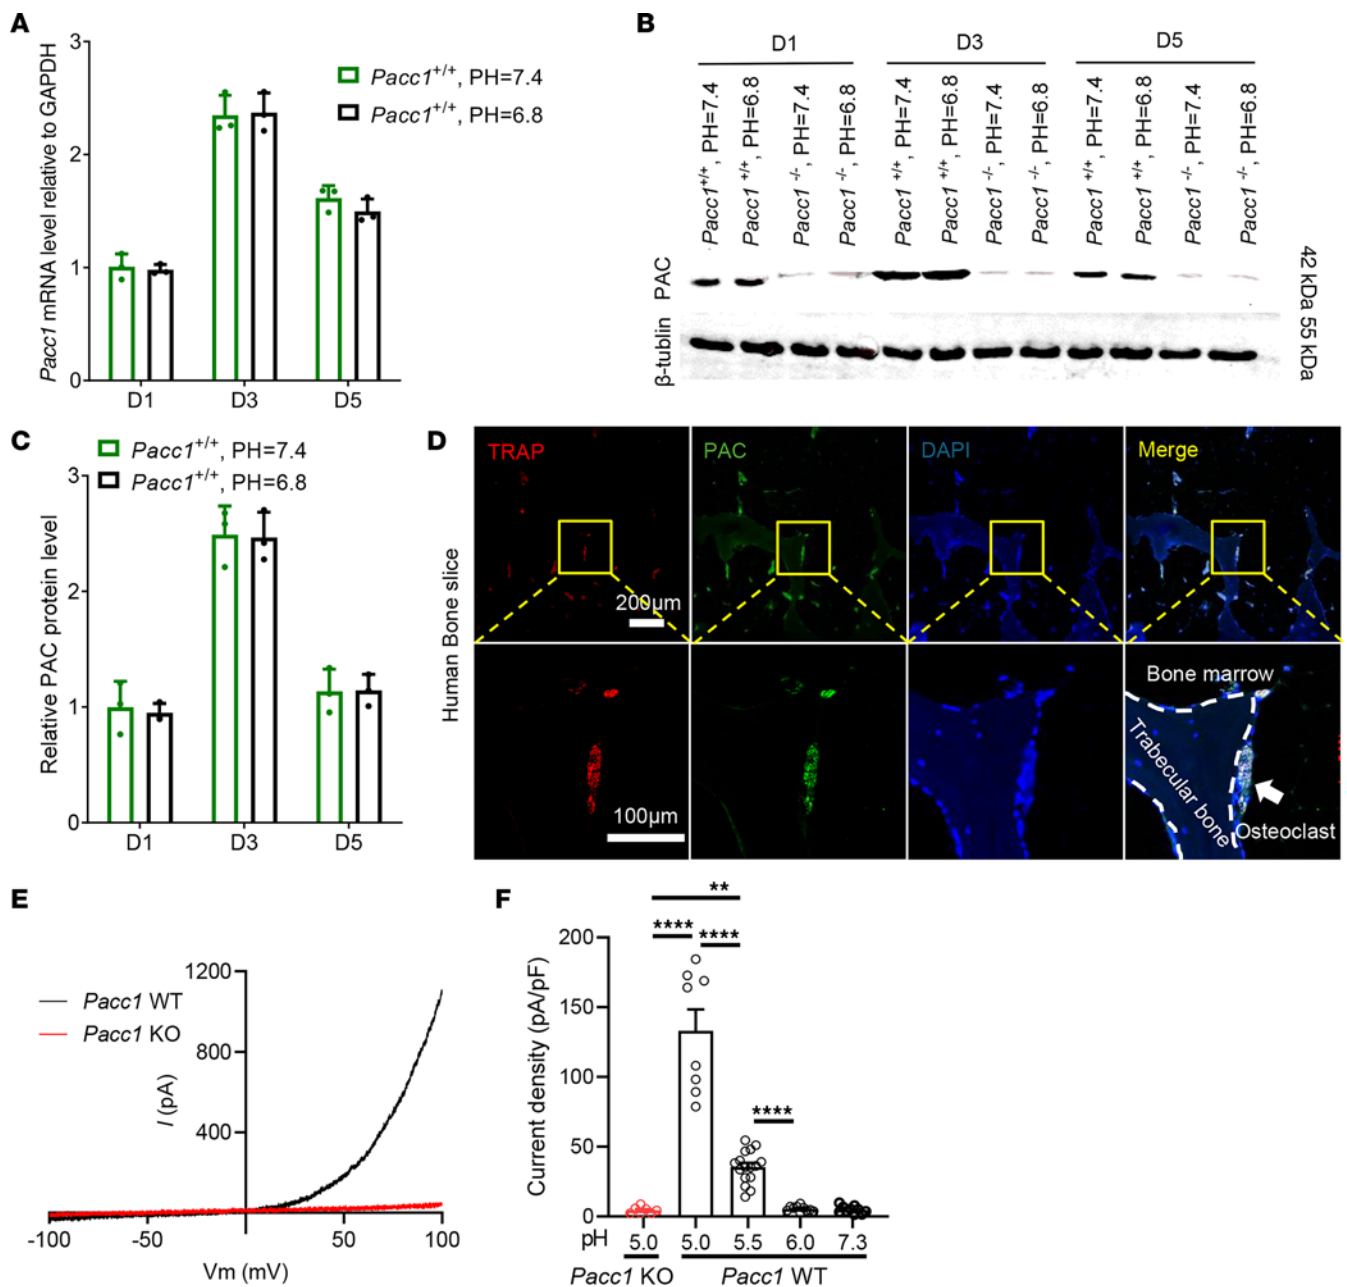 A
Pacc1 mRNA level relative to GAPDH
3
2
1
0
D1 D3 D5
Pacc1+/+, PH=7.4
Pacc1+/+, PH=6.8
B
D1 D3 D5
Pacc1+/+, PH=7.4
Pacc1+/+, PH=6.8
Pacc1 -/-, PH=7.4
Pacc1 -/-, PH=6.8
Pacc1 +/+, PH=7.4
Pacc1 +/+, PH=6.8
Pacc1 -/-, PH=7.4
Pacc1 -/-, PH=6.8
Pacc1+/+, PH=7.4
Pacc1+/+, PH=6.8
Pacc1 -/-, PH=7.4
Pacc1 -/-, PH=6.8
PAC
42 kDa
β-tublin
55 kDa
C
Pacc1+/+, PH=7.4
Pacc1+/+, PH=6.8
Relative PAC protein level
3
2
1
0
D1 D3 D5
D
Human Bone slice
TRAP PAC DAPI Merge
200μm
100μm
Bone marrow
Trabecular bone
Osteoclast
E
Pacc1 WT
Pacc1 KO
I (pA)
1200
800
400
-100 -50 50 100
Vm (mV)
F
**
**** ****
****
Current density (pA/pF)
200
150
100
50
0
pH 5.0 5.0 5.5 6.0 7.3
Pacc1 KO Pacc1 WT